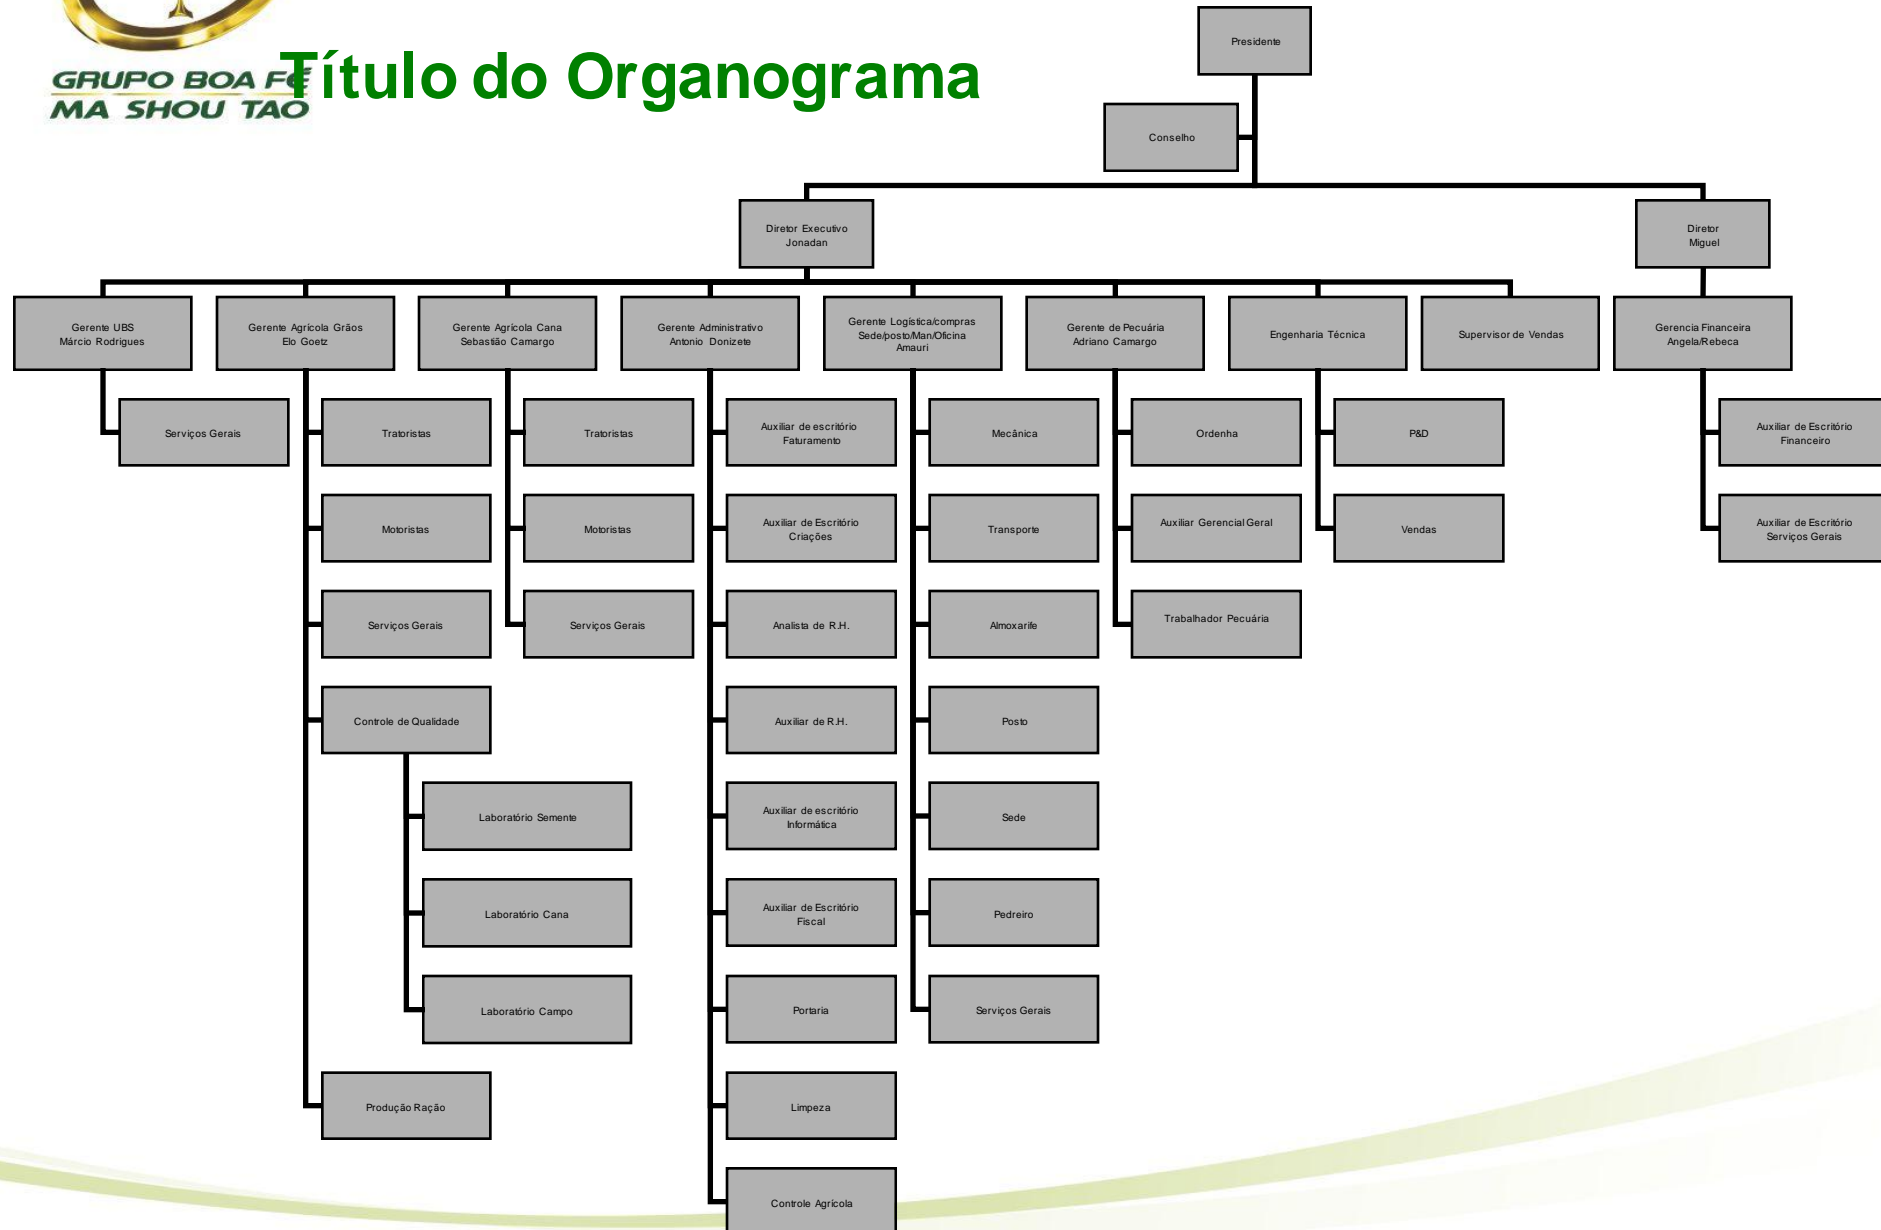 GRUPO BOA FÉ
MA SHOU TAO
Título do Organograma
Presidente
Conselho
Diretor Executivo
Jonadan
Diretor
Miguel
Gerente UBS
Márcio Rodrigues
Gerente Agrícola Grãos
Elo Goetz
Gerente Agrícola Cana
Sebastião Camargo
Gerente Administrativo
Antonio Donizete
Gerente Logística/compras
Sede/posto/Man/Oficina
Amauri
Gerente de Pecuária
Adriano Camargo
Engenharia Técnica
Supervisor de Vendas
Gerencia Financeira
Angela/Rebeca
Serviços Gerais
Tratoristas
Tratoristas
Auxiliar de escritório
Faturamento
Mecânica
Ordenha
P&D
Auxiliar de Escritório
Financeiro
Motoristas
Motoristas
Auxiliar de Escritório
Criações
Transporte
Auxiliar Gerencial Geral
Vendas
Auxiliar de Escritório
Serviços Gerais
Serviços Gerais
Serviços Gerais
Analista de R.H.
Almoxarife
Trabalhador Pecuária
Controle de Qualidade
Auxiliar de R.H.
Posto
Laboratório Semente
Auxiliar de escritório
Informática
Sede
Laboratório Cana
Auxiliar de Escritório
Fiscal
Pedreiro
Laboratório Campo
Portaria
Serviços Gerais
Produção Ração
Limpeza
Controle Agrícola